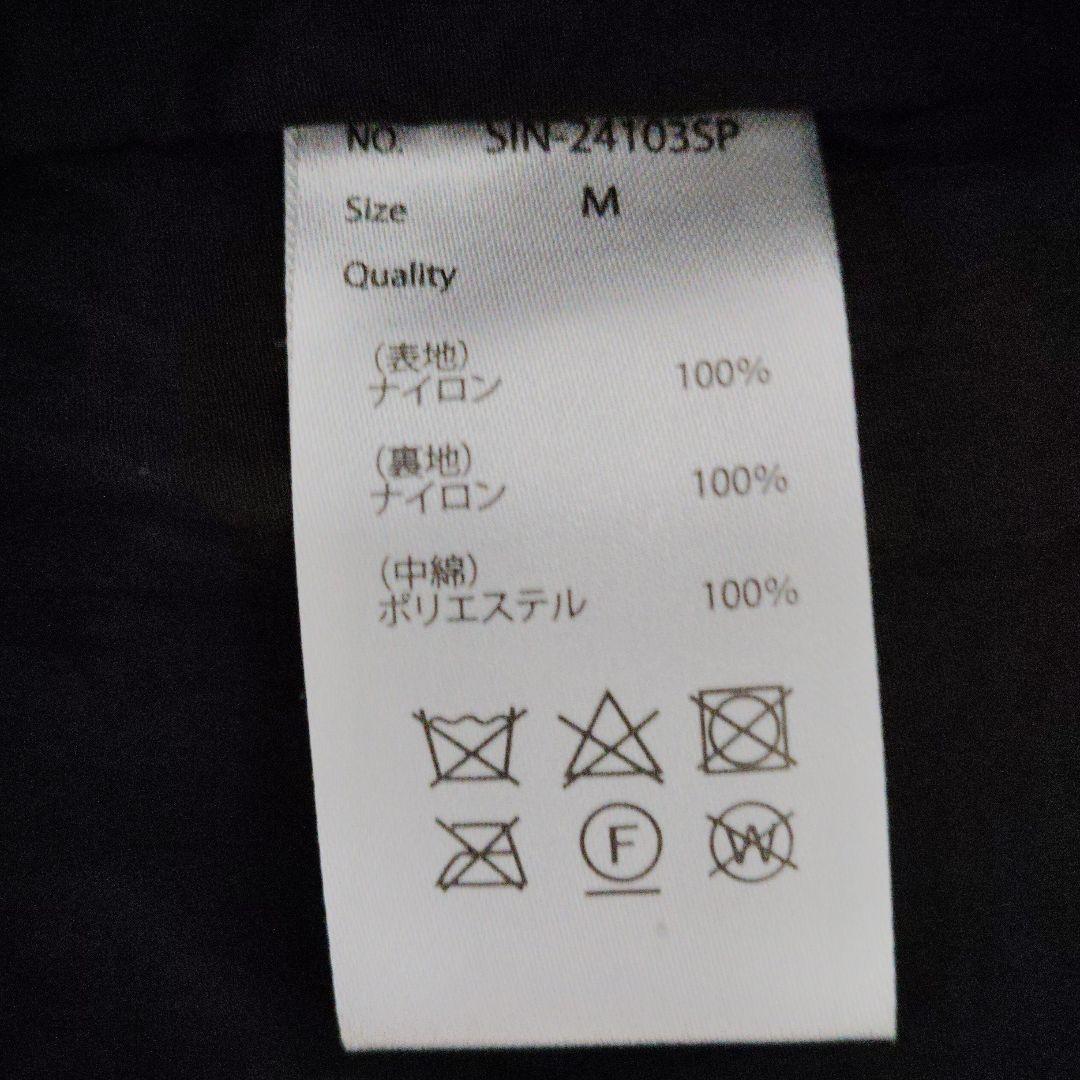 NO. SIN-24103SP
Size M
Quality
(表地)
ナイロン 100%
(裏地)
ナイロン 100%
(中綿)
ポリエステル 100%
F W